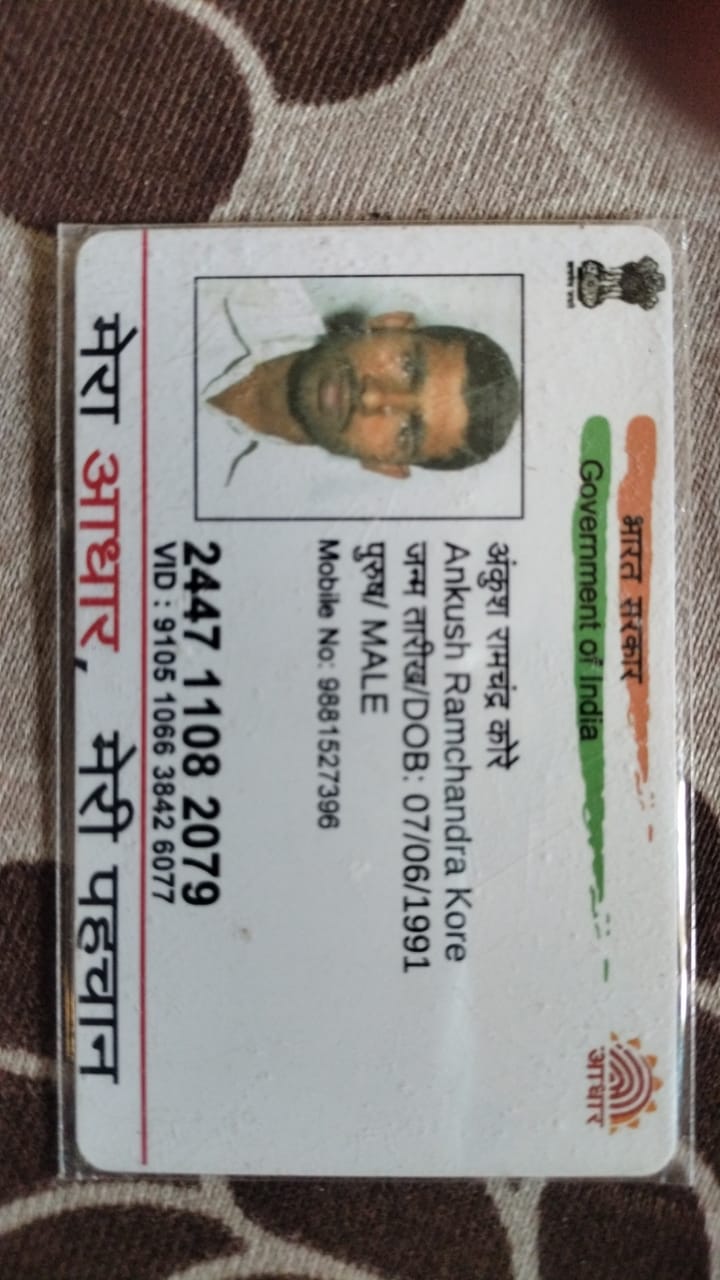 भारत सरकार
Government of India
आधार
अंकुश रामचंद्र कोरे
Ankush Ramchandra Kore
जन्म तारीख/DOB: 07/06/1991
पुरुष/ MALE
Mobile No: 9881527396
2447 1108 2079
VID : 9105 1066 3842 6077
मेरा आधार, मेरी पहचान